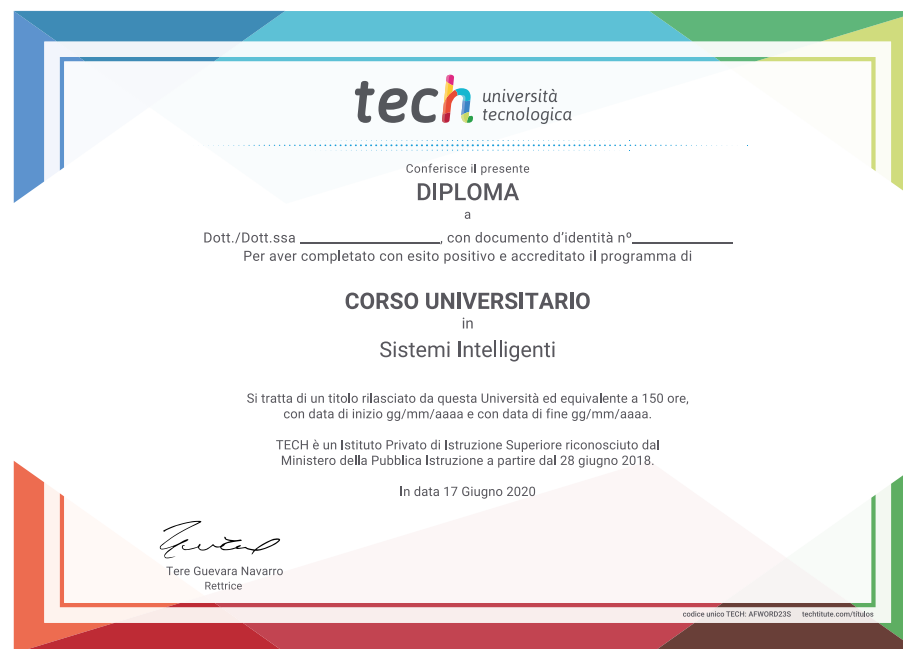 tech università
tecnologica
Conferisce il presente
DIPLOMA
a
Dott./Dott.ssa ____________________, con documento d'identità nº______________
Per aver completato con esito positivo e accreditato il programma di
CORSO UNIVERSITARIO
in
Sistemi Intelligenti
Si tratta di un titolo rilasciato da questa Università ed equivalente a 150 ore,
con data di inizio gg/mm/aaaa e con data di fine gg/mm/aaaa.
TECH è un Istituto Privato di Istruzione Superiore riconosciuto dal
Ministero della Pubblica Istruzione a partire dal 28 giugno 2018.
In data 17 Giugno 2020
Tere Guevara Navarro
Rettrice
codice unico TECH: AFWORD23S techtitute.com/titulos